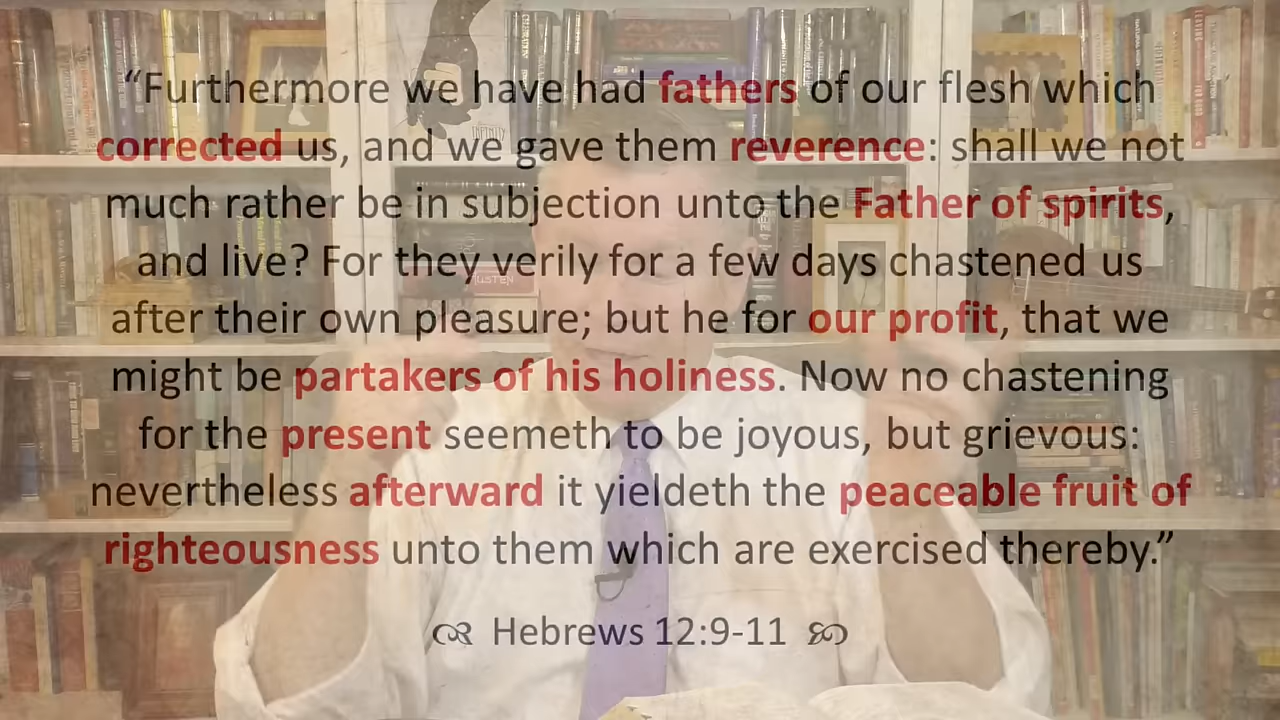 “Furthermore we have had fathers of our flesh which
corrected us, and we gave them reverence: shall we not
much rather be in subjection unto the Father of spirits,
and live? For they verily for a few days chastened us
after their own pleasure; but he for our profit, that we
might be partakers of his holiness. Now no chastening
for the present seemeth to be joyous, but grievous:
nevertheless afterward it yieldeth the peaceable fruit of
righteousness unto them which are exercised thereby.”
Hebrews 12:9-11